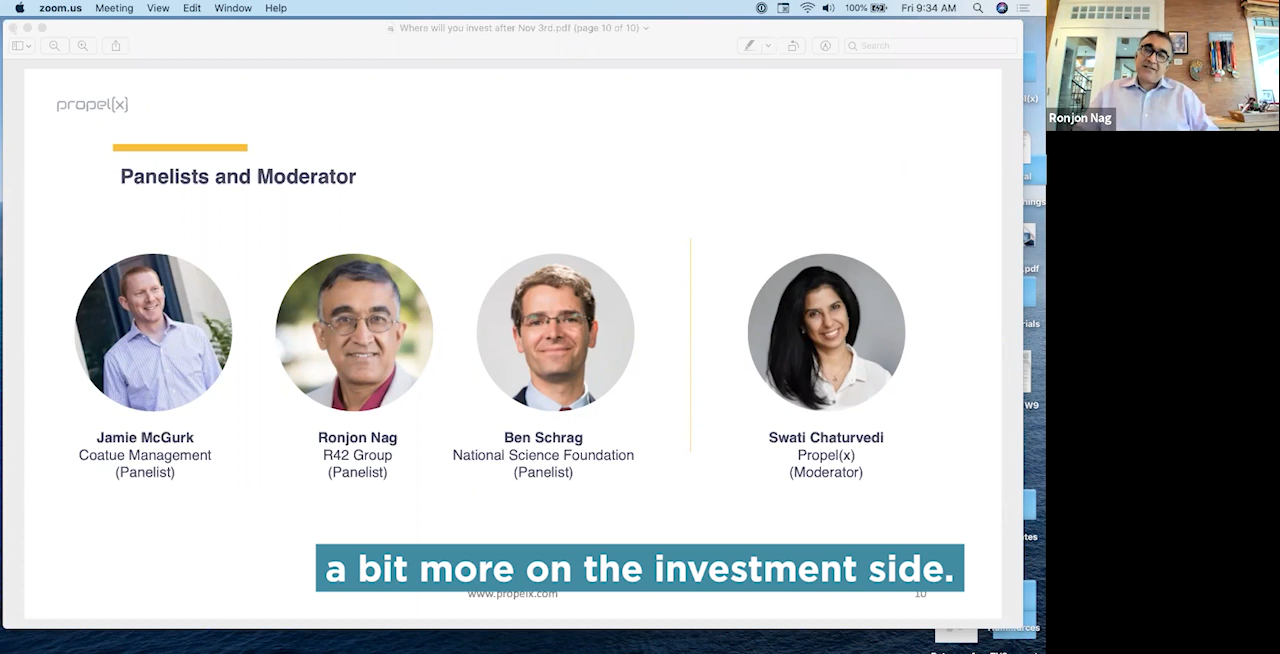 zoom.us Meeting View Edit Window Help 100% Fri 9:34 AM
Where will you invest after Nov 3rd.pdf (page 10 of 10)
Search
propel(x)
Panelists and Moderator
Jamie McGurk
Coatue Management
(Panelist)
Ronjon Nag
R42 Group
(Panelist)
Ben Schrag
National Science Foundation
(Panelist)
Swati Chaturvedi
Propel(x)
(Moderator)
a bit more on the investment side.
www.propelx.com
10
Ronjon Nag
l(x)
.pdf
W9